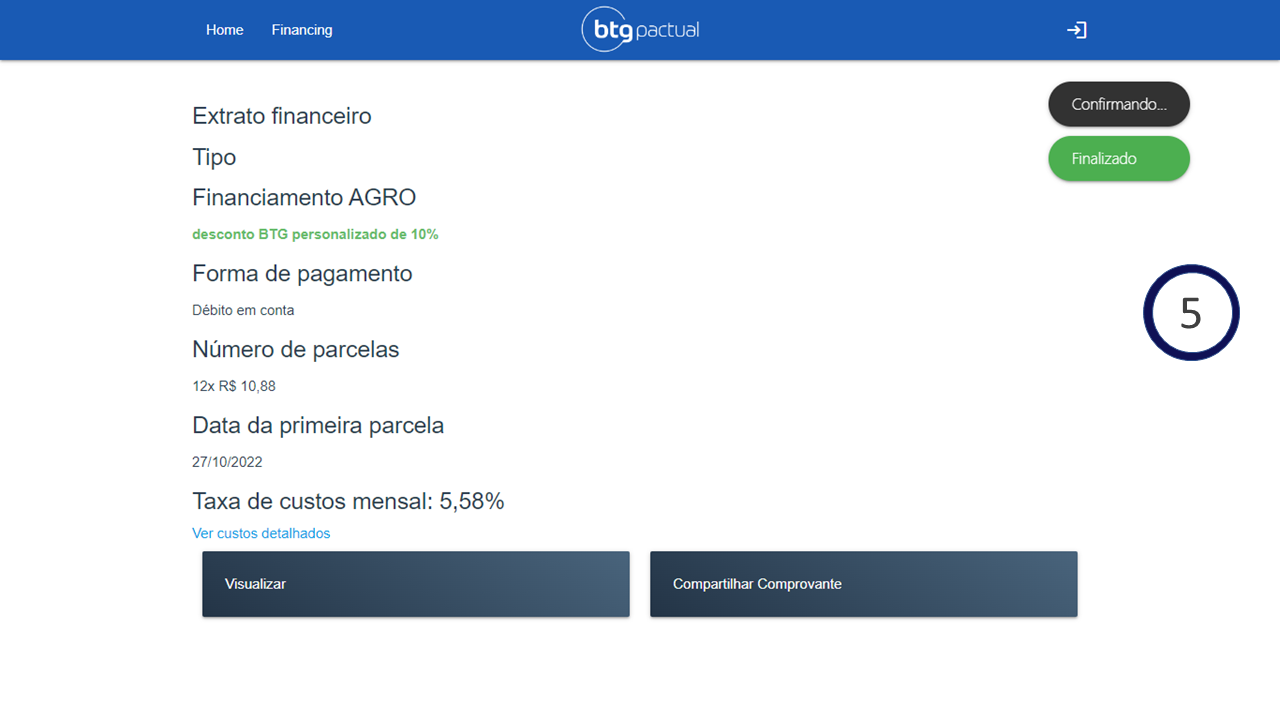 Home
Financing
btg pactual
Confirmando...
Finalizado
Extrato financeiro
Tipo
Financiamento AGRO
desconto BTG personalizado de 10%
Forma de pagamento
Débito em conta
Número de parcelas
12x R$ 10,88
Data da primeira parcela
27/10/2022
Taxa de custos mensal: 5,58%
Ver custos detalhados
Visualizar
Compartilhar Comprovante
5